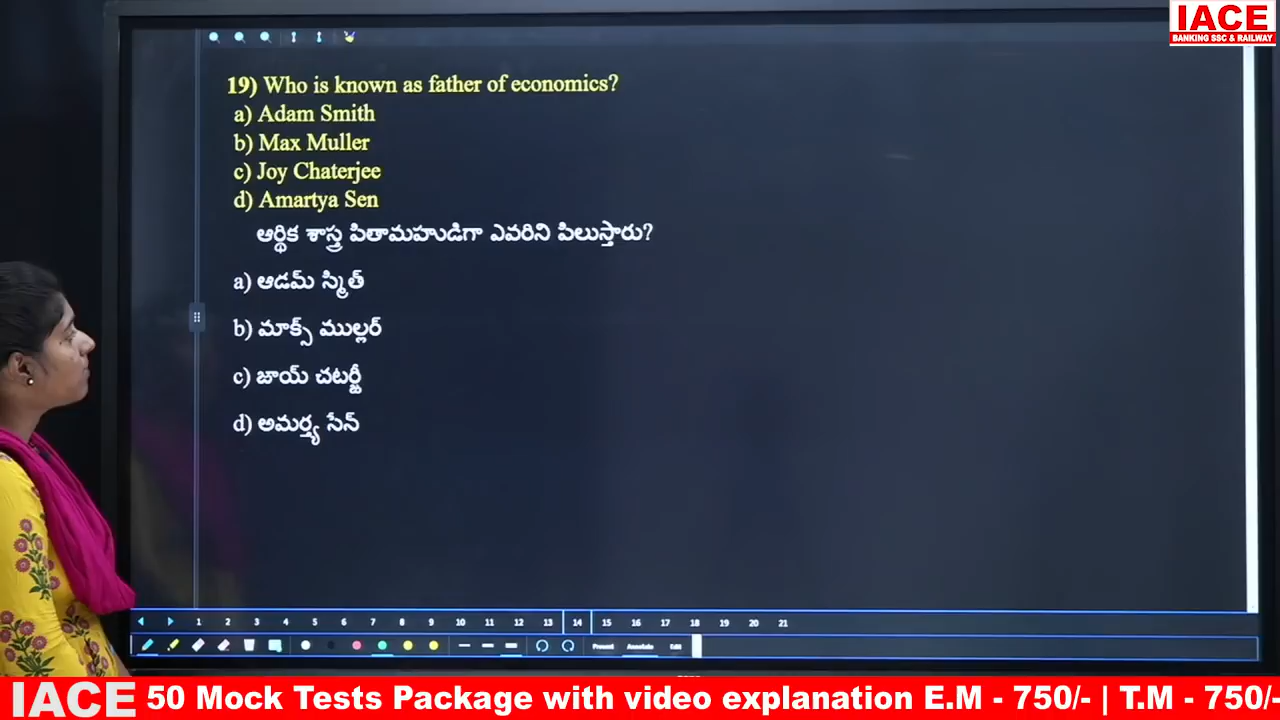 IACE
BANKING SSC & RAILWAY
19) Who is known as father of economics?
a) Adam Smith
b) Max Muller
c) Joy Chaterjee
d) Amartya Sen
ఆర్థిక శాస్త్ర పితామహుడిగా ఎవరిని పిలుస్తారు?
a) ఆడమ్ స్మిత్
b) మాక్స్ ముల్లర్
c) జాయ్ చటర్జీ
d) అమర్త్య సేన్
1 2 3 4 5 6 7 8 9 10 11 12 13 14 15 16 17 18 19 20 21
Present Annotate Edit
IACE 50 Mock Tests Package with video explanation E.M - 750/- | T.M - 750/-